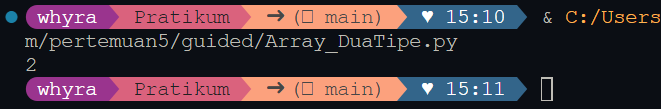 whyra Pratikum ➜ (▯ main) ♥ 15:10 & C:/Users
m/pertemuan5/guided/Array_DuaTipe.py
2
whyra Pratikum ➜ (▯ main) ♥ 15:11